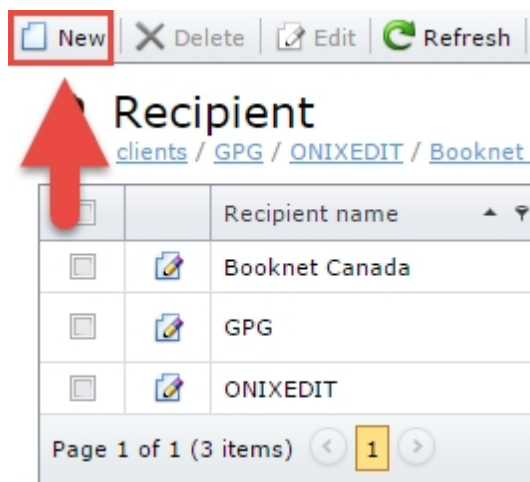 New Delete Edit Refresh
Recipient
clients / GPG / ONIXEDIT / Booknet
Recipient name
Booknet Canada
GPG
ONIXEDIT
Page 1 of 1 (3 items) 1